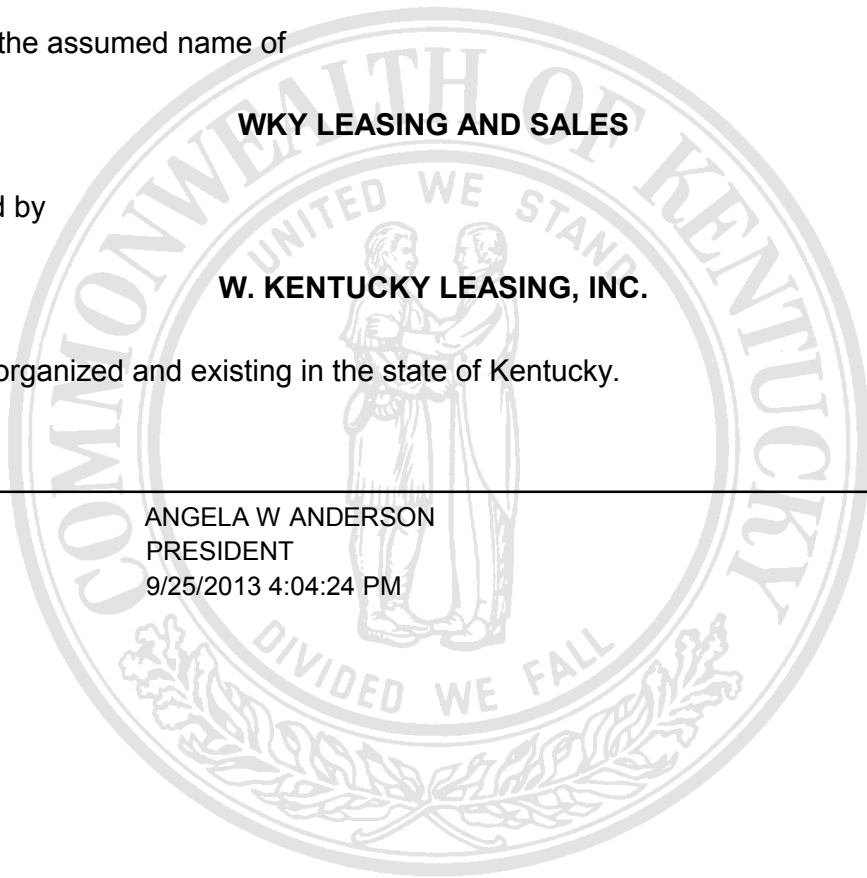 the assumed name of
WKY LEASING AND SALES
d by
W. KENTUCKY LEASING, INC.
organized and existing in the state of Kentucky.
ANGELA W ANDERSON
PRESIDENT
9/25/2013 4:04:24 PM
COMMONWEALTH OF KENTUCKY
UNITED WE STAND
DIVIDED WE FALL